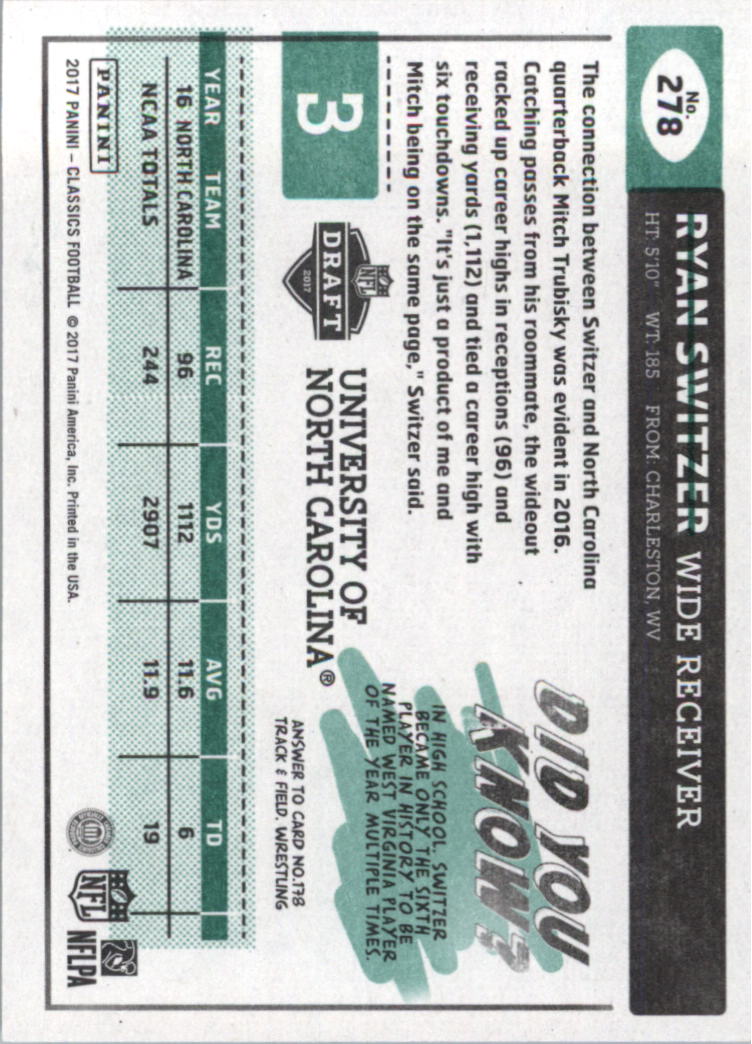 No.
278
RYAN SWITZER WIDE RECEIVER
HT: 5'10" WT: 185 FROM: CHARLESTON, WV
The connection between Switzer and North Carolina
quarterback Mitch Trubisky was evident in 2016.
Catching passes from his roommate, the wideout
racked up career highs in receptions (96) and
receiving yards (1,112) and tied a career high with
six touchdowns. "It's just a product of me and
Mitch being on the same page," Switzer said.
DID YOU
KNOW?
IN HIGH SCHOOL, SWITZER
BECAME ONLY THE SIXTH
PLAYER IN HISTORY TO BE
NAMED WEST VIRGINIA PLAYER
OF THE YEAR MULTIPLE TIMES.
ANSWER TO CARD NO.178
TRACK & FIELD, WRESTLING
3
NFL
DRAFT
2017
UNIVERSITY OF
NORTH CAROLINA®
YEAR TEAM REC YDS AVG TD
16 NORTH CAROLINA 96 1112 11.6 6
NCAA TOTALS 244 2907 11.9 19
PANINI
2017 PANINI – CLASSICS FOOTBALL © 2017 Panini America, Inc. Printed in the USA.
NFL
NFLPA